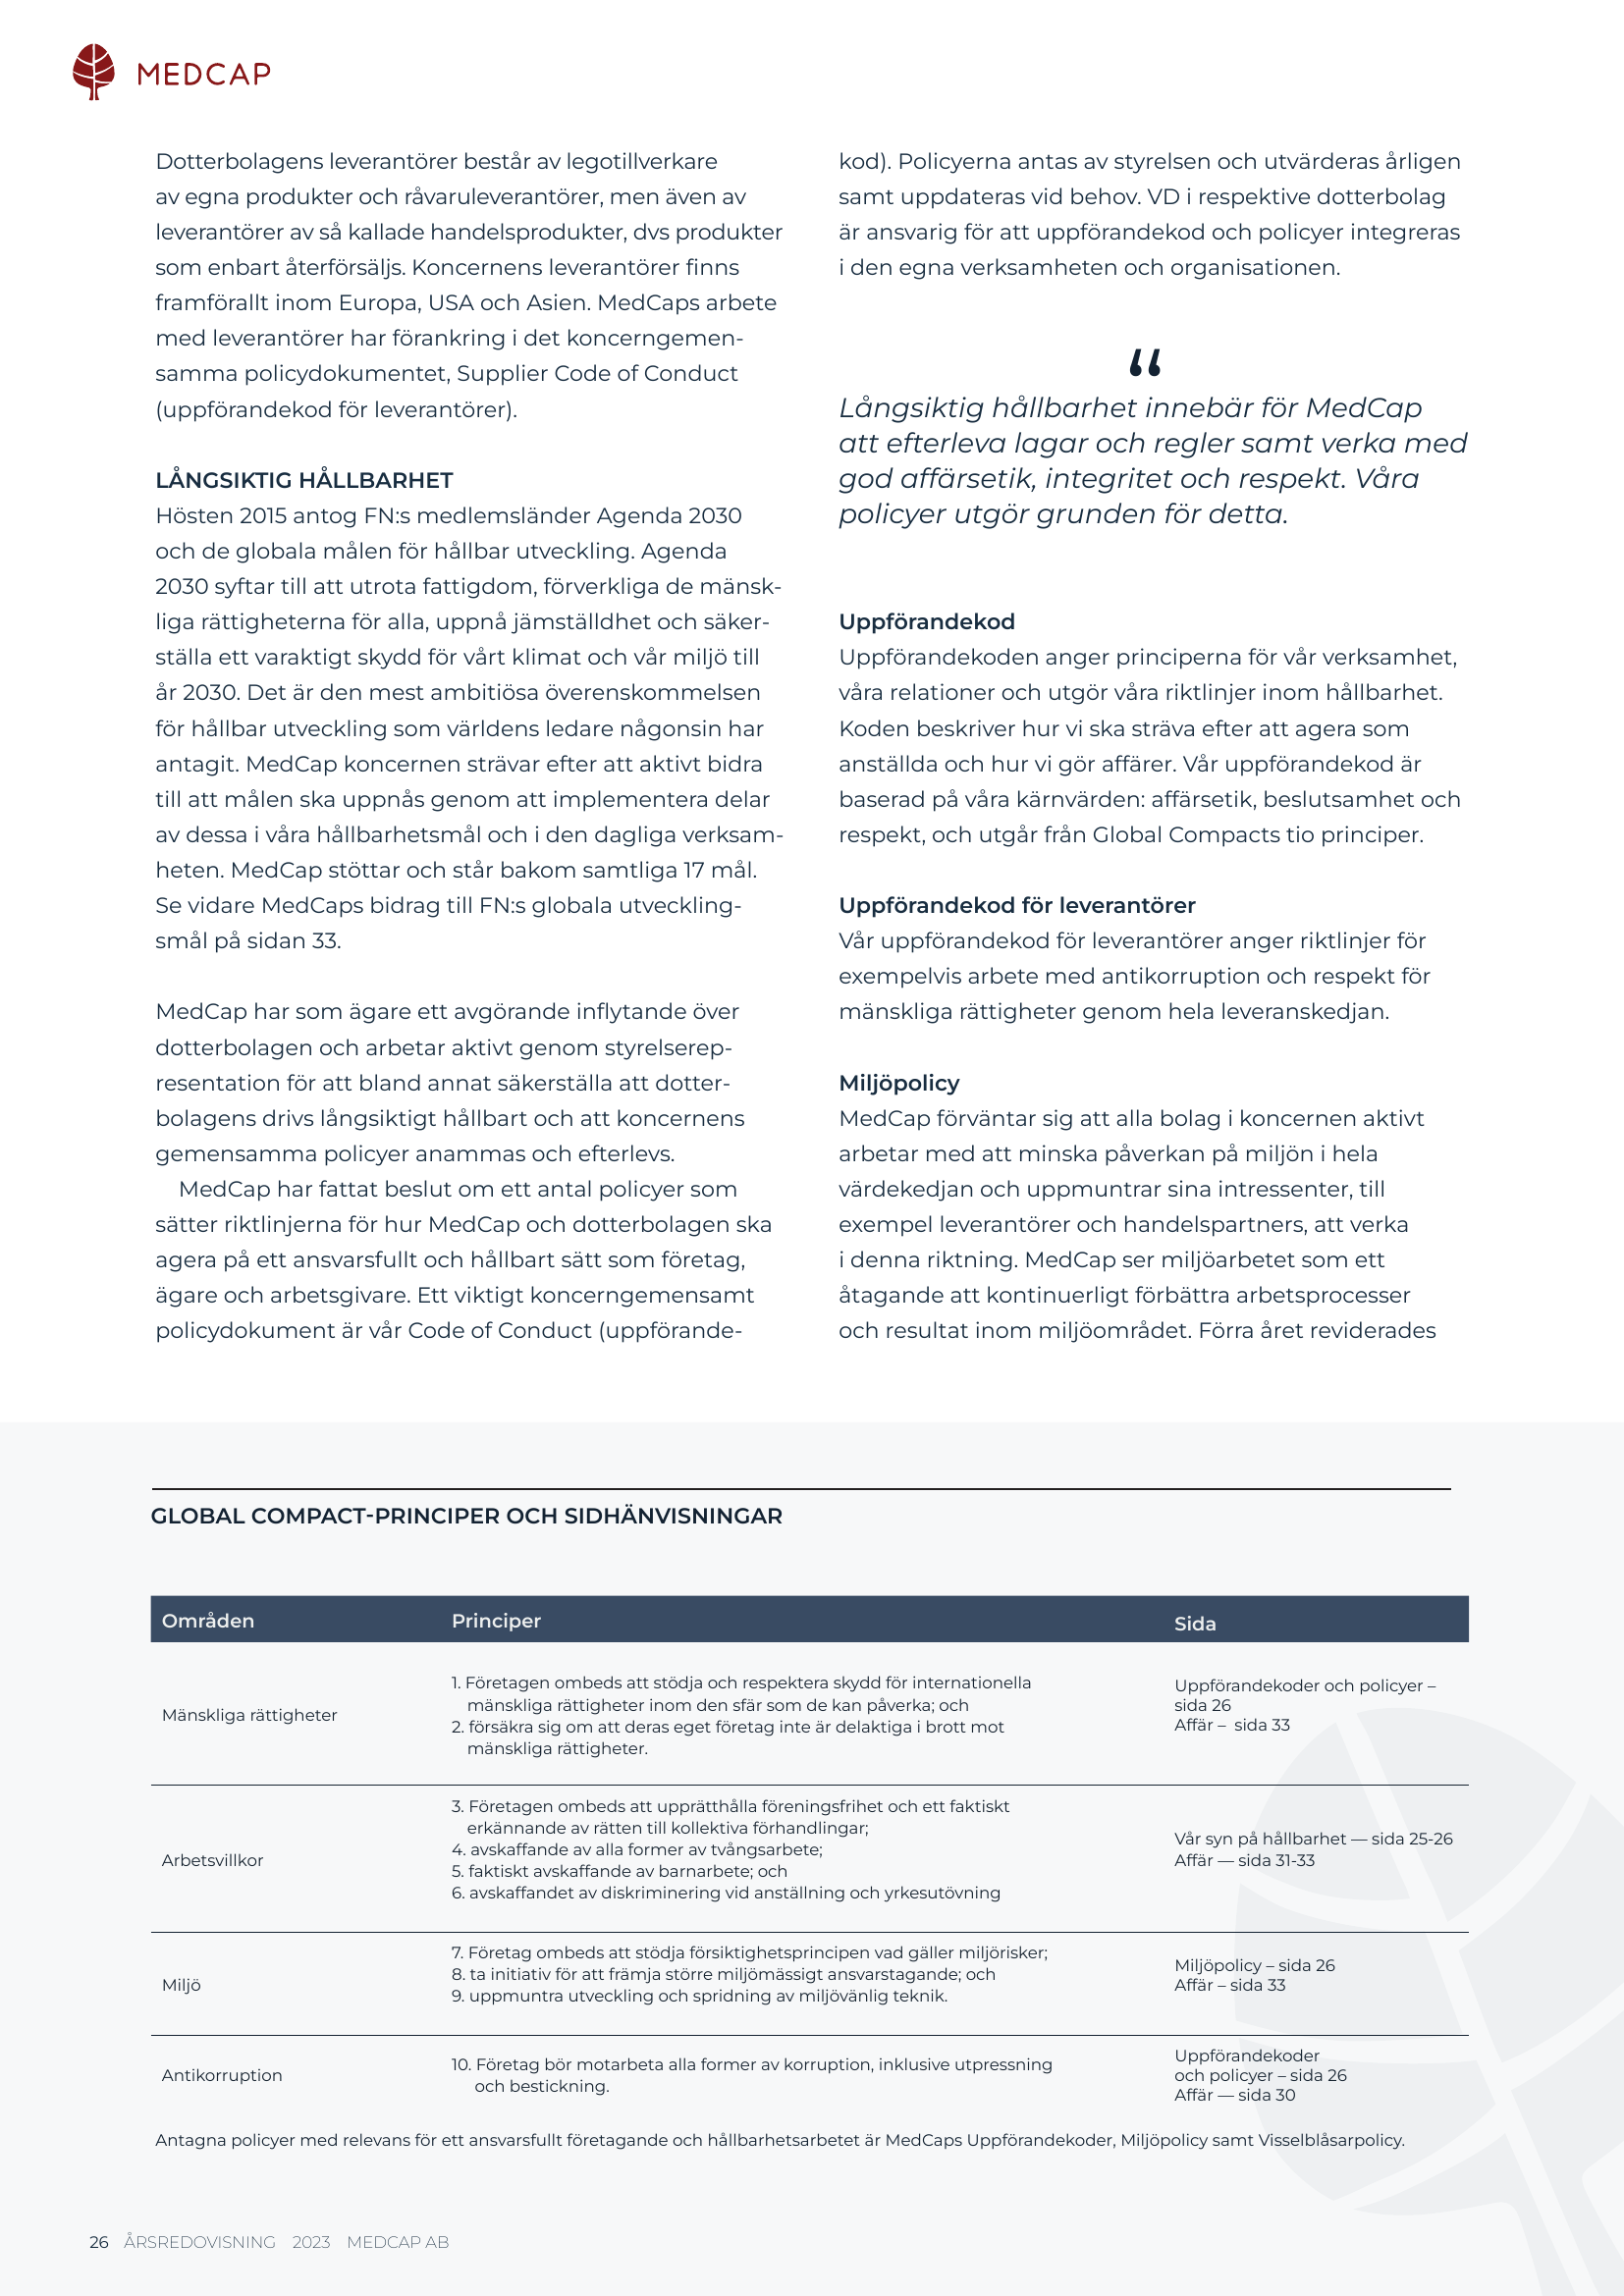 MEDCAP
Dotterbolagens leverantörer består av legotillverkare
av egna produkter och råvaruleverantörer, men även av
leverantörer av så kallade handelsprodukter, dvs produkter
som enbart återförsäljs. Koncernens leverantörer finns
framförallt inom Europa, USA och Asien. MedCaps arbete
med leverantörer har förankring i det koncerngemen-
samma policydokumentet, Supplier Code of Conduct
(uppförandekod för leverantörer).
LÅNGSIKTIG HÅLLBARHET
Hösten 2015 antog FN:s medlemsländer Agenda 2030
och de globala målen för hållbar utveckling. Agenda
2030 syftar till att utrota fattigdom, förverkliga de mänsk-
liga rättigheterna för alla, uppnå jämställdhet och säker-
ställa ett varaktigt skydd för vårt klimat och vår miljö till
år 2030. Det är den mest ambitiösa överenskommelsen
för hållbar utveckling som världens ledare någonsin har
antagit. MedCap koncernen strävar efter att aktivt bidra
till att målen ska uppnås genom att implementera delar
av dessa i våra hållbarhetsmål och i den dagliga verksam-
heten. MedCap stöttar och står bakom samtliga 17 mål.
Se vidare MedCaps bidrag till FN:s globala utveckling-
smål på sidan 33.
MedCap har som ägare ett avgörande inflytande över
dotterbolagen och arbetar aktivt genom styrelserep-
resentation för att bland annat säkerställa att dotter-
bolagens drivs långsiktigt hållbart och att koncernens
gemensamma policyer anammas och efterlevs.
MedCap har fattat beslut om ett antal policyer som
sätter riktlinjerna för hur MedCap och dotterbolagen ska
agera på ett ansvarsfullt och hållbart sätt som företag,
ägare och arbetsgivare. Ett viktigt koncerngemensamt
policydokument är vår Code of Conduct (uppförande-
kod). Policyerna antas av styrelsen och utvärderas årligen
samt uppdateras vid behov. VD i respektive dotterbolag
är ansvarig för att uppförandekod och policyer integreras
i den egna verksamheten och organisationen.
“
Långsiktig hållbarhet innebär för MedCap
att efterleva lagar och regler samt verka med
god affärsetik, integritet och respekt. Våra
policyer utgör grunden för detta.
Uppförandekod
Uppförandekoden anger principerna för vår verksamhet,
våra relationer och utgör våra riktlinjer inom hållbarhet.
Koden beskriver hur vi ska sträva efter att agera som
anställda och hur vi gör affärer. Vår uppförandekod är
baserad på våra kärnvärden: affärsetik, beslutsamhet och
respekt, och utgår från Global Compacts tio principer.
Uppförandekod för leverantörer
Vår uppförandekod för leverantörer anger riktlinjer för
exempelvis arbete med antikorruption och respekt för
mänskliga rättigheter genom hela leveranskedjan.
Miljöpolicy
MedCap förväntar sig att alla bolag i koncernen aktivt
arbetar med att minska påverkan på miljön i hela
värdekedjan och uppmuntrar sina intressenter, till
exempel leverantörer och handelspartners, att verka
i denna riktning. MedCap ser miljöarbetet som ett
åtagande att kontinuerligt förbättra arbetsprocesser
och resultat inom miljöområdet. Förra året reviderades
GLOBAL COMPACT-PRINCIPER OCH SIDHÄNVISNINGAR
Områden Principer Sida
Mänskliga rättigheter
1. Företagen ombeds att stödja och respektera skydd för internationella
mänskliga rättigheter inom den sfär som de kan påverka; och
2. försäkra sig om att deras eget företag inte är delaktiga i brott mot
mänskliga rättigheter.
Uppförandekoder och policyer –
sida 26
Affär – sida 33
Arbetsvillkor
3. Företagen ombeds att upprätthålla föreningsfrihet och ett faktiskt
erkännande av rätten till kollektiva förhandlingar;
4. avskaffande av alla former av tvångsarbete;
5. faktiskt avskaffande av barnarbete; och
6. avskaffandet av diskriminering vid anställning och yrkesutövning
Vår syn på hållbarhet — sida 25-26
Affär — sida 31-33
Miljö
7. Företag ombeds att stödja försiktighetsprincipen vad gäller miljörisker;
8. ta initiativ för att främja större miljömässigt ansvarstagande; och
9. uppmuntra utveckling och spridning av miljövänlig teknik.
Miljöpolicy – sida 26
Affär – sida 33
Antikorruption
10. Företag bör motarbeta alla former av korruption, inklusive utpressning
och bestickning.
Uppförandekoder
och policyer – sida 26
Affär — sida 30
Antagna policyer med relevans för ett ansvarsfullt företagande och hållbarhetsarbetet är MedCaps Uppförandekoder, Miljöpolicy samt Visselblåsarpolicy.
26 ÅRSREDOVISNING 2023 MEDCAP AB